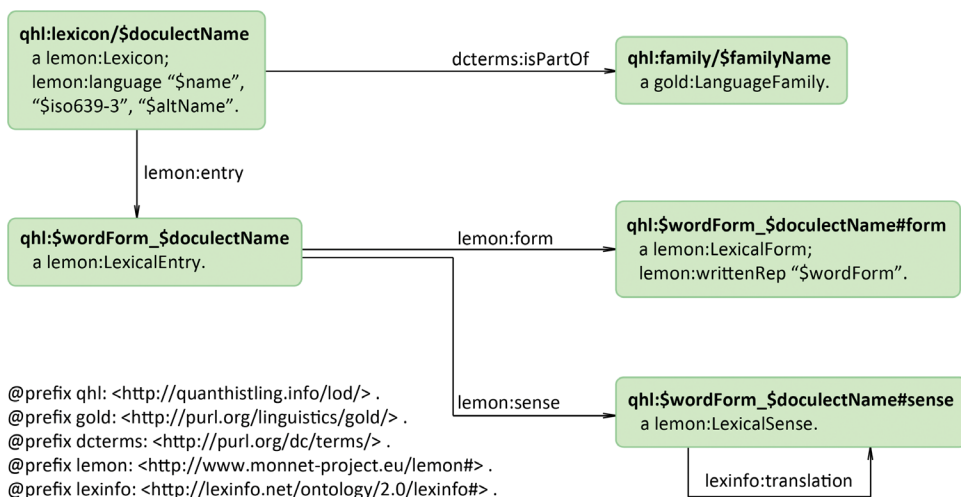 qhl:lexicon/$doculectName
a lemon:Lexicon;
lemon:language “$name”,
“$iso639-3”, “$altName”.
dcterms:isPartOf
qhl:family/$familyName
a gold:LanguageFamily.
lemon:entry
qhl:$wordForm_$doculectName
a lemon:LexicalEntry.
lemon:form
qhl:$wordForm_$doculectName#form
a lemon:LexicalForm;
lemon:writtenRep “$wordForm”.
lemon:sense
qhl:$wordForm_$doculectName#sense
a lemon:LexicalSense.
lexinfo:translation
@prefix qhl: <http://quanthistling.info/lod/> .
@prefix gold: <http://purl.org/linguistics/gold/> .
@prefix dcterms: <http://purl.org/dc/terms/> .
@prefix lemon: <http://www.monnet-project.eu/lemon#> .
@prefix lexinfo: <http://lexinfo.net/ontology/2.0/lexinfo#> .